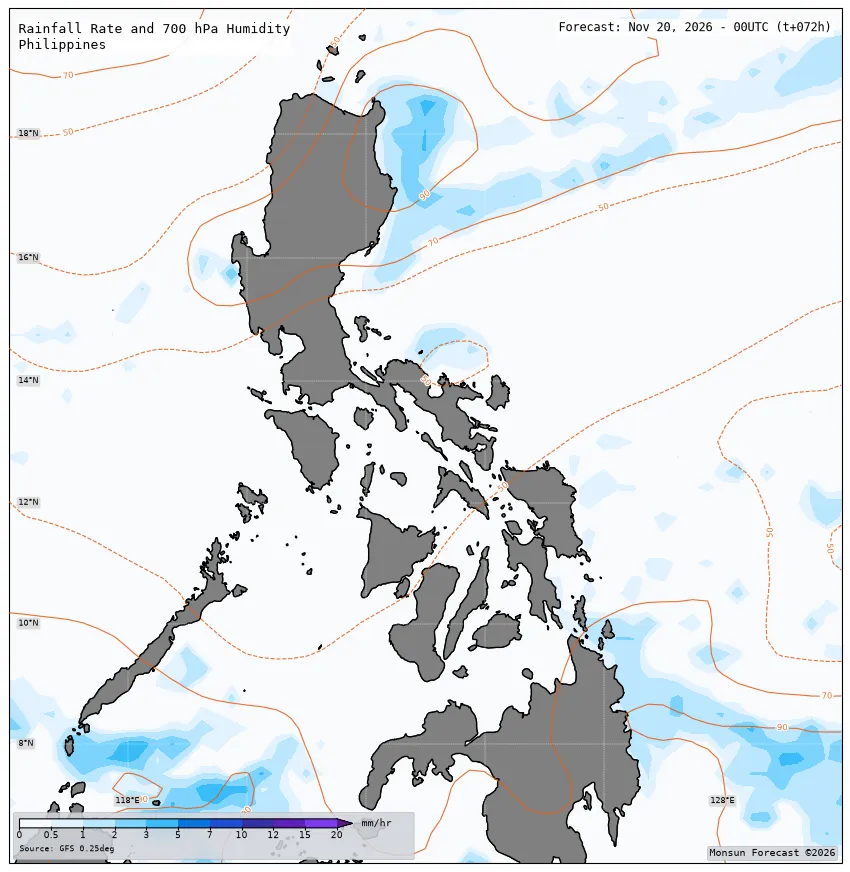 Rainfall Rate and 700 hPa Humidity
Philippines
Forecast: Nov 20, 2026 - 00UTC (t+072h)
70
50
18°N
90
50
70
16°N
14°N
12°N
50
50
50
10°N
70
90
8°N
118°E
128°E
mm/hr
0 0.5 1 2 3 5 7 10 12 15 20
Source: GFS 0.25deg
Monsun Forecast ©2026